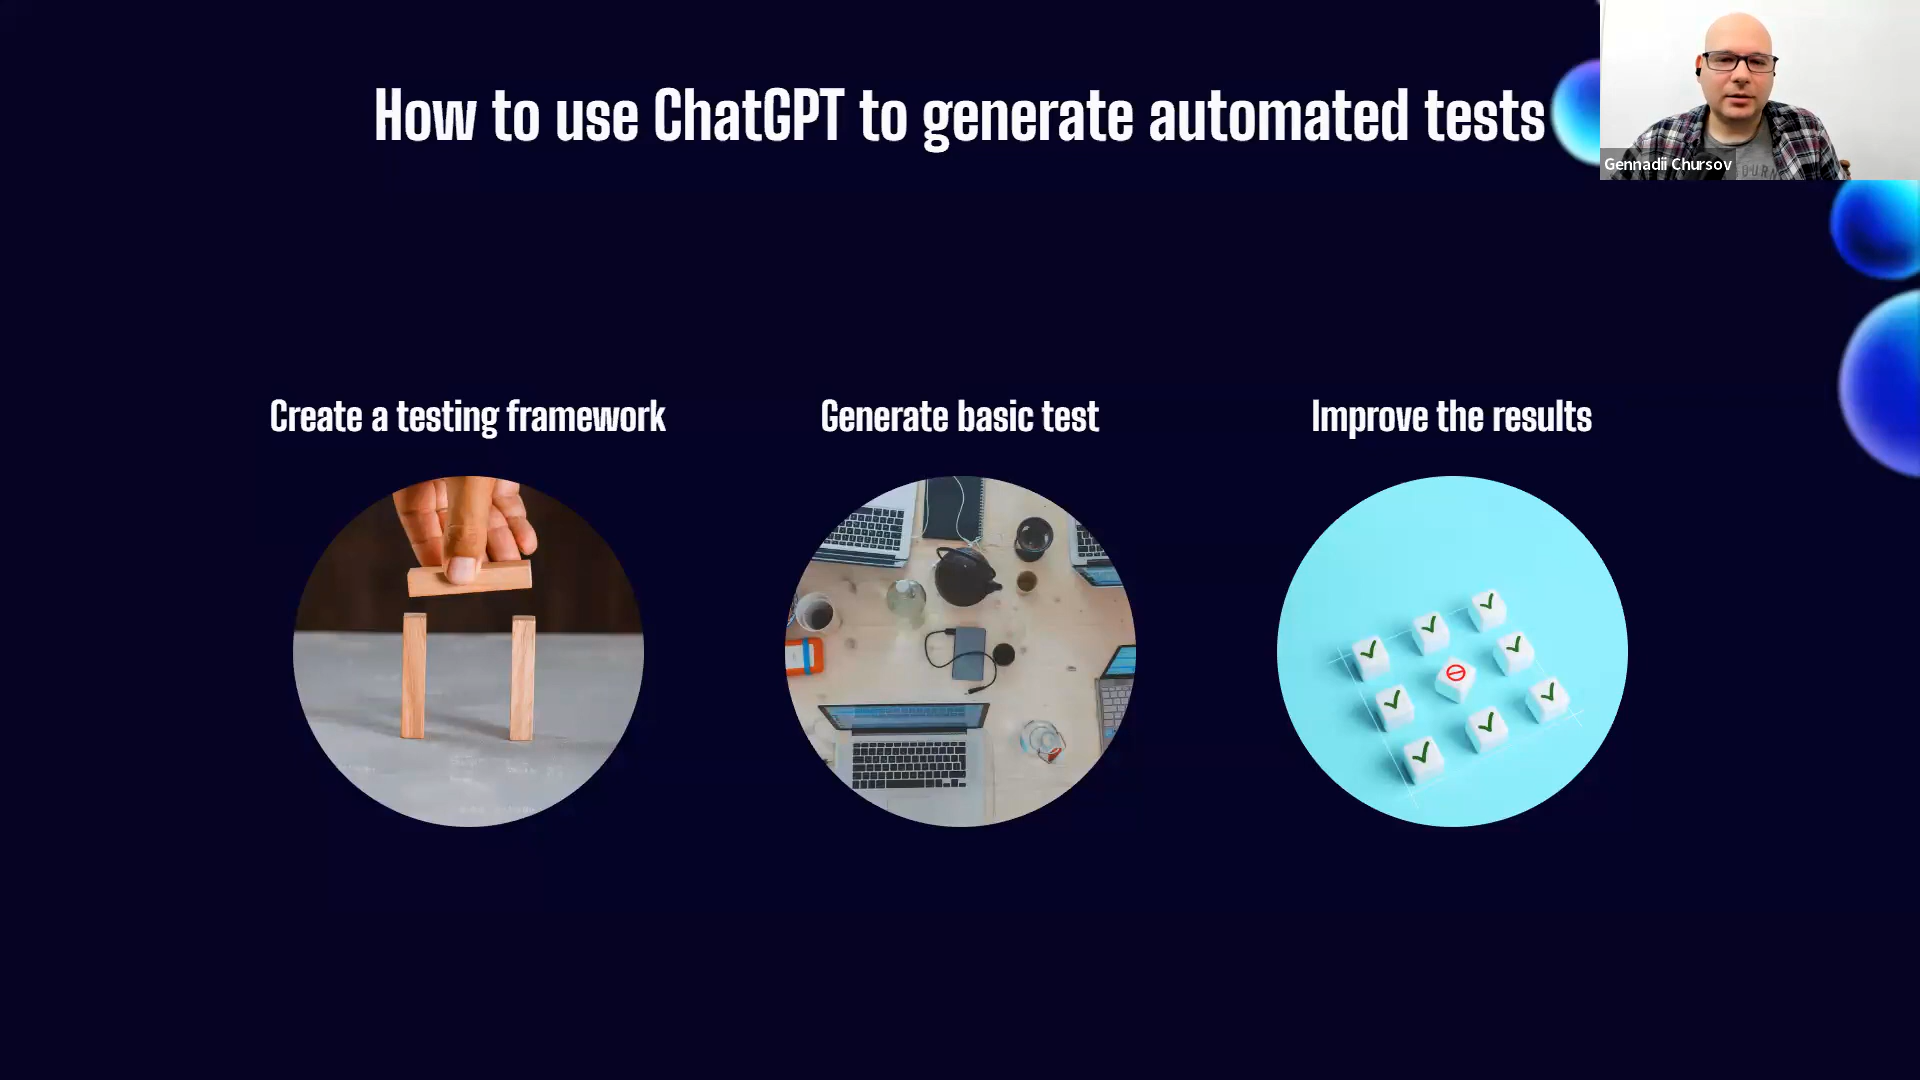 How to use ChatGPT to generate automated tests
Gennadii Chursov
Create a testing framework
Generate basic test
Improve the results